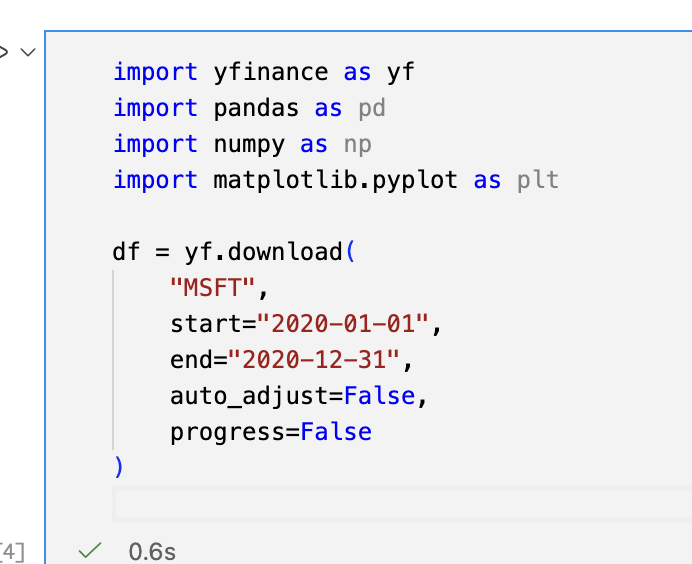 import yfinance as yf
import pandas as pd
import numpy as np
import matplotlib.pyplot as plt

df = yf.download(
    "MSFT",
    start="2020-01-01",
    end="2020-12-31",
    auto_adjust=False,
    progress=False
)
[4] ✓ 0.6s